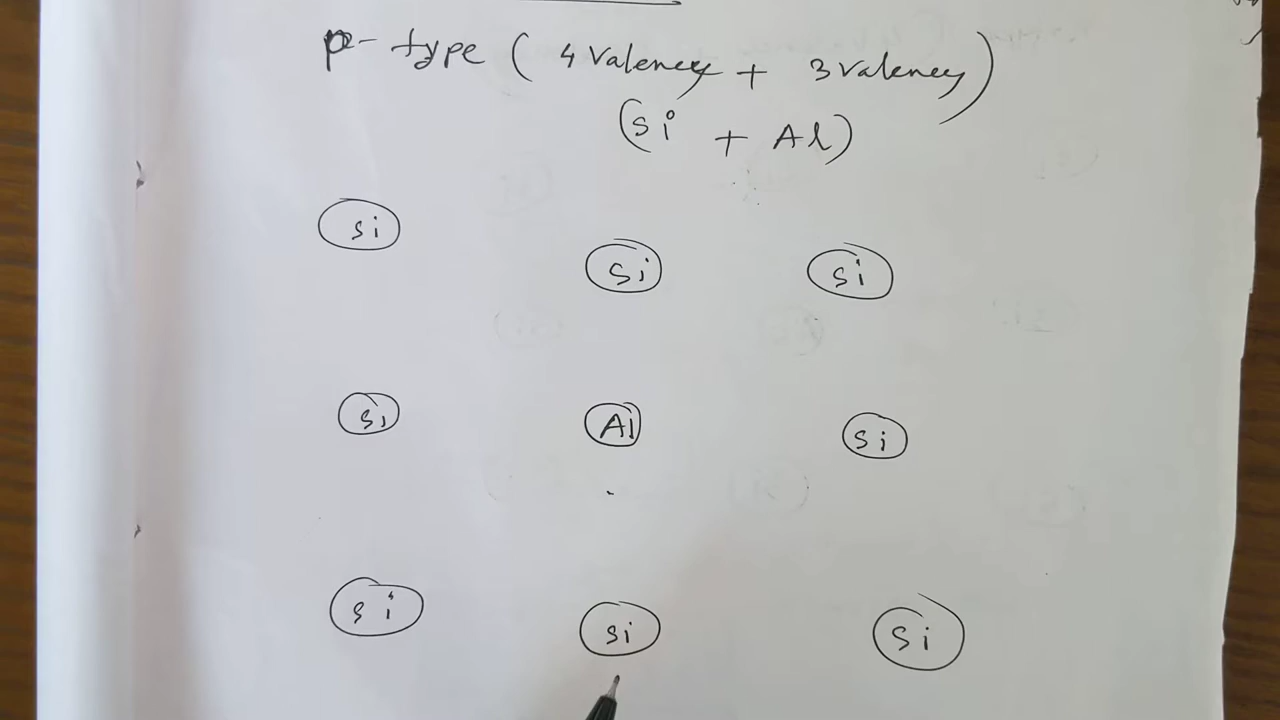 p-type ( 4 valency + 3 valency )
(si + Al)
si
si si
si Al si
si si si